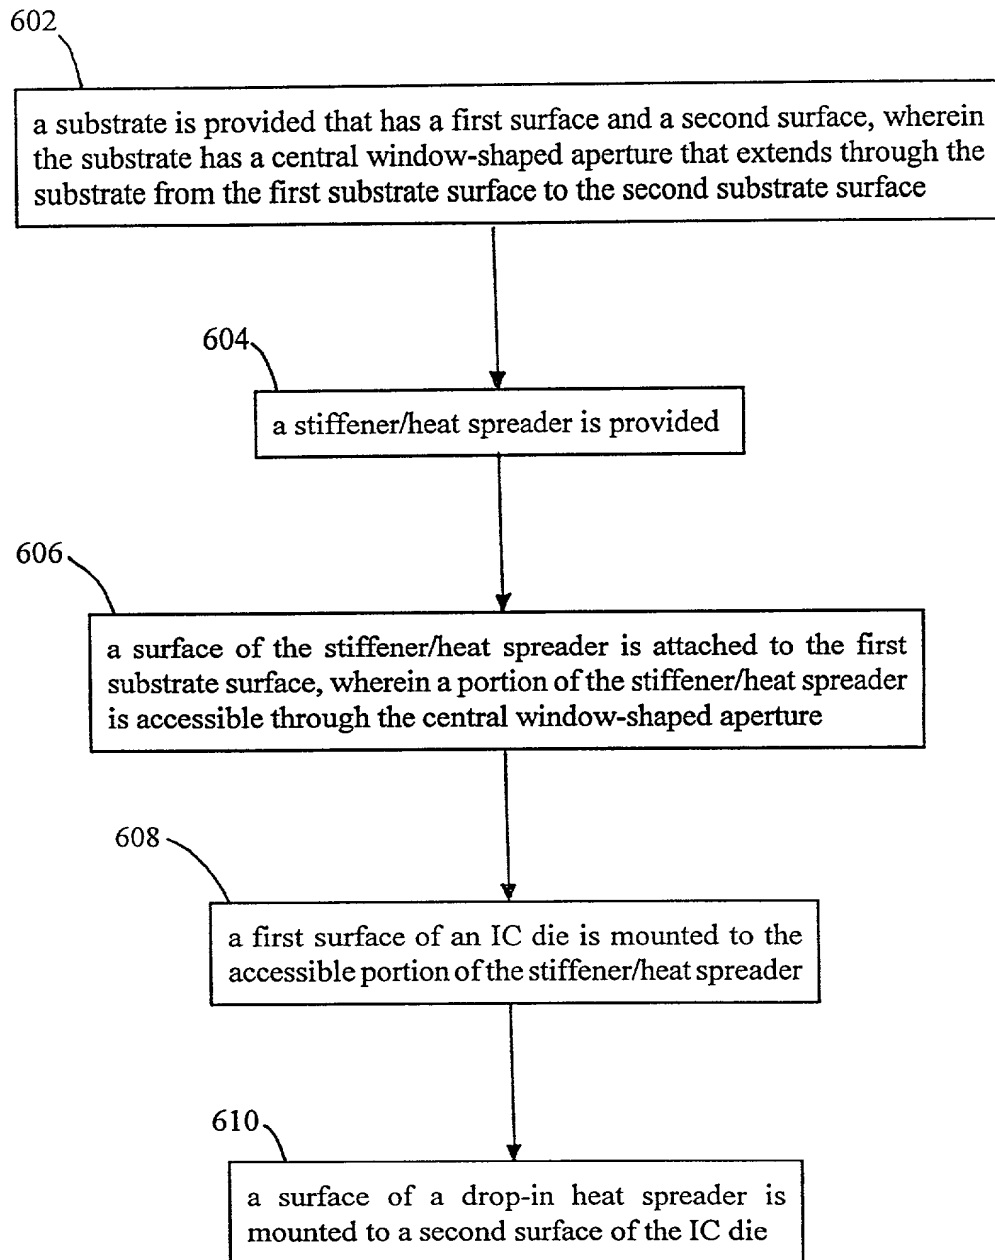 602
a substrate is provided that has a first surface and a second surface, wherein
the substrate has a central window-shaped aperture that extends through the
substrate from the first substrate surface to the second substrate surface
604
a stiffener/heat spreader is provided
606
a surface of the stiffener/heat spreader is attached to the first
substrate surface, wherein a portion of the stiffener/heat spreader
is accessible through the central window-shaped aperture
608
a first surface of an IC die is mounted to the
accessible portion of the stiffener/heat spreader
610
a surface of a drop-in heat spreader is
mounted to a second surface of the IC die